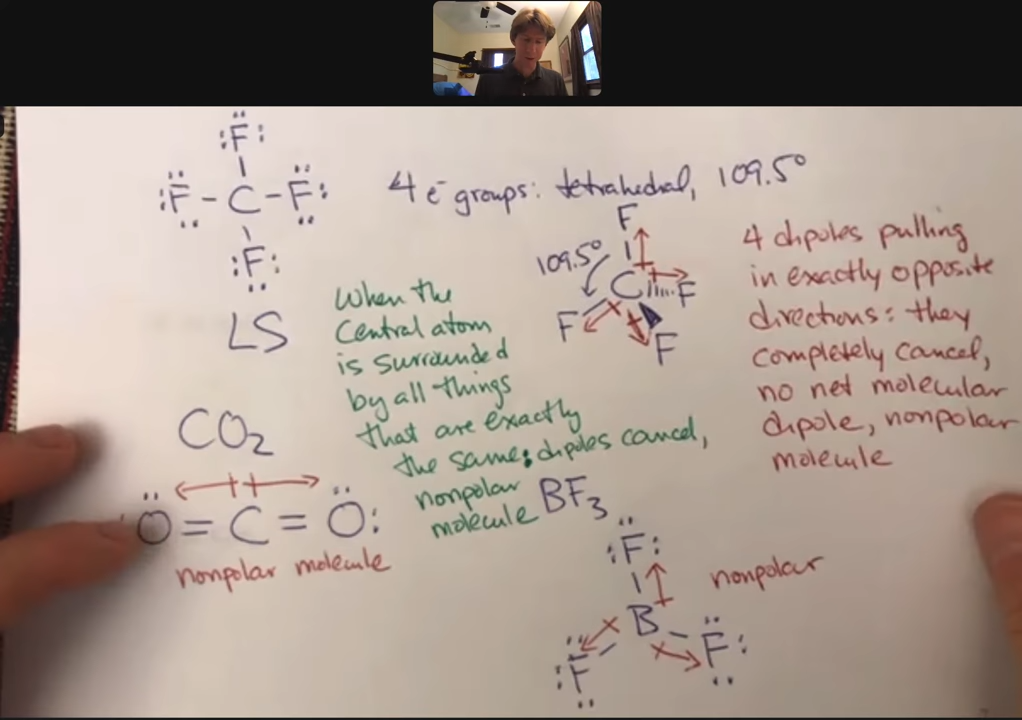 :F:
:F-C-F:
:F:
LS
4 e⁻ groups: tetrahedral, 109.5°
F
109.5°
C
F
F
F
4 dipoles pulling
in exactly opposite
directions: they
completely cancel,
no net molecular
dipole, nonpolar
molecule
When the
Central atom
is surrounded
by all things
that are exactly
the same: dipoles cancel,
nonpolar
molecule
CO₂
O=C=O:
nonpolar molecule
BF₃
:F:
B
:F
F:
nonpolar